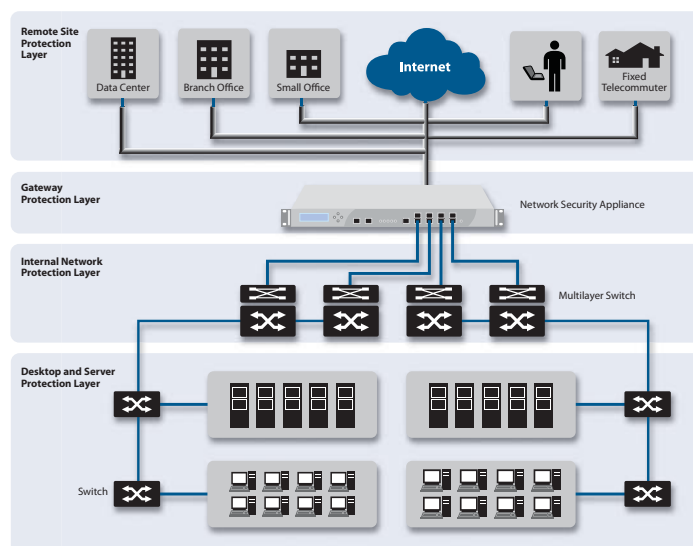 Remote Site
Protection
Layer
Data Center
Branch Office
Small Office
Internet
Fixed
Telecommuter
Gateway
Protection Layer
Network Security Appliance
Internal Network
Protection Layer
Multilayer Switch
Desktop and Server
Protection Layer
Switch